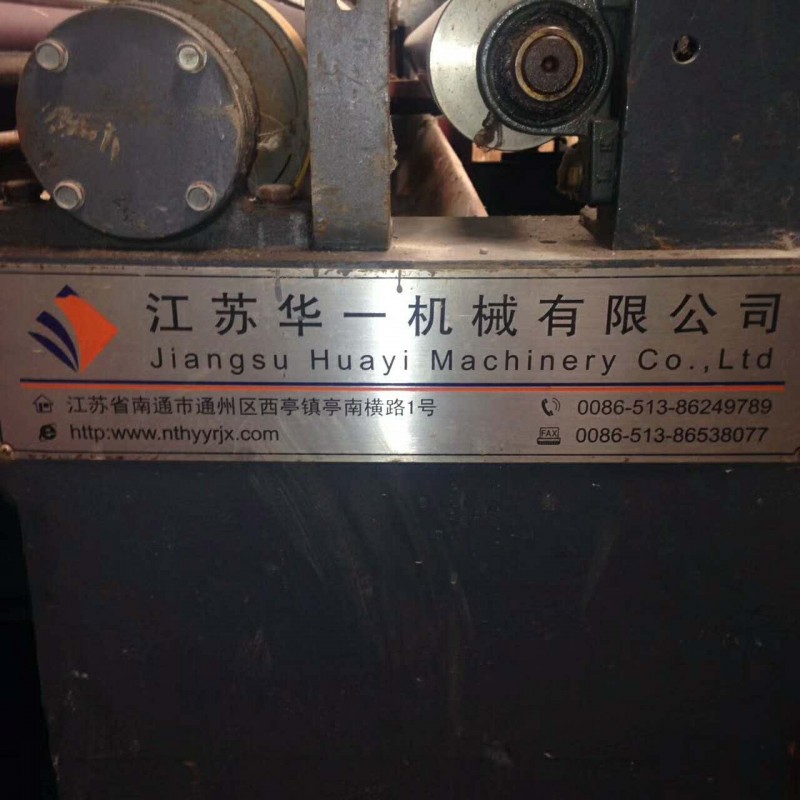 江苏华一机械有限公司
Jiangsu Huayi Machinery Co.,Ltd
江苏省南通市通州区西亭镇亭南横路1号
0086-513-86249789
http:www.nthyyrjx.com
FAX 0086-513-86538077